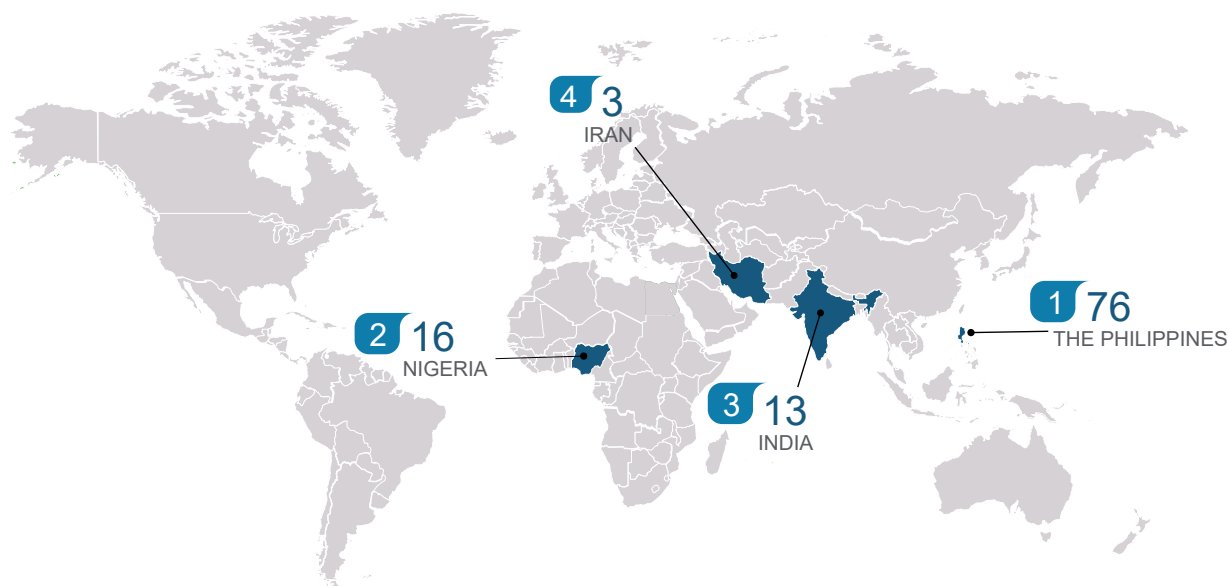 4 3
IRAN
1 76
THE PHILIPPINES
2 16
NIGERIA
3 13
INDIA